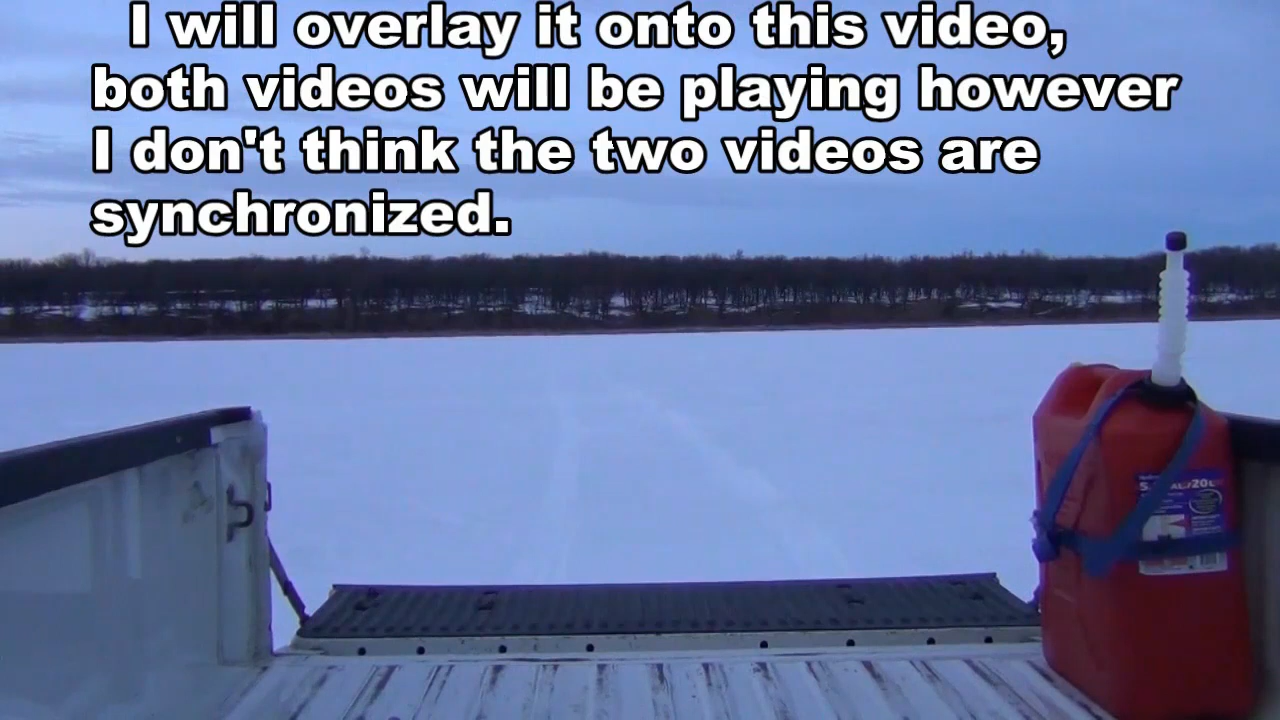 I will overlay it onto this video,
both videos will be playing however
I don't think the two videos are
synchronized.